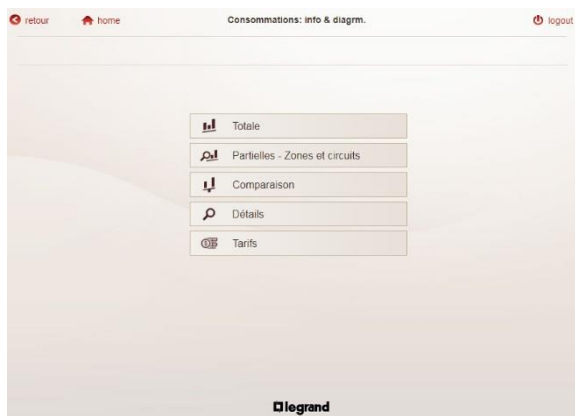 retour home Consommations: info & diagrm. logout
Totale
Partielles - Zones et circuits
Comparaison
Détails
Tarifs
legrand